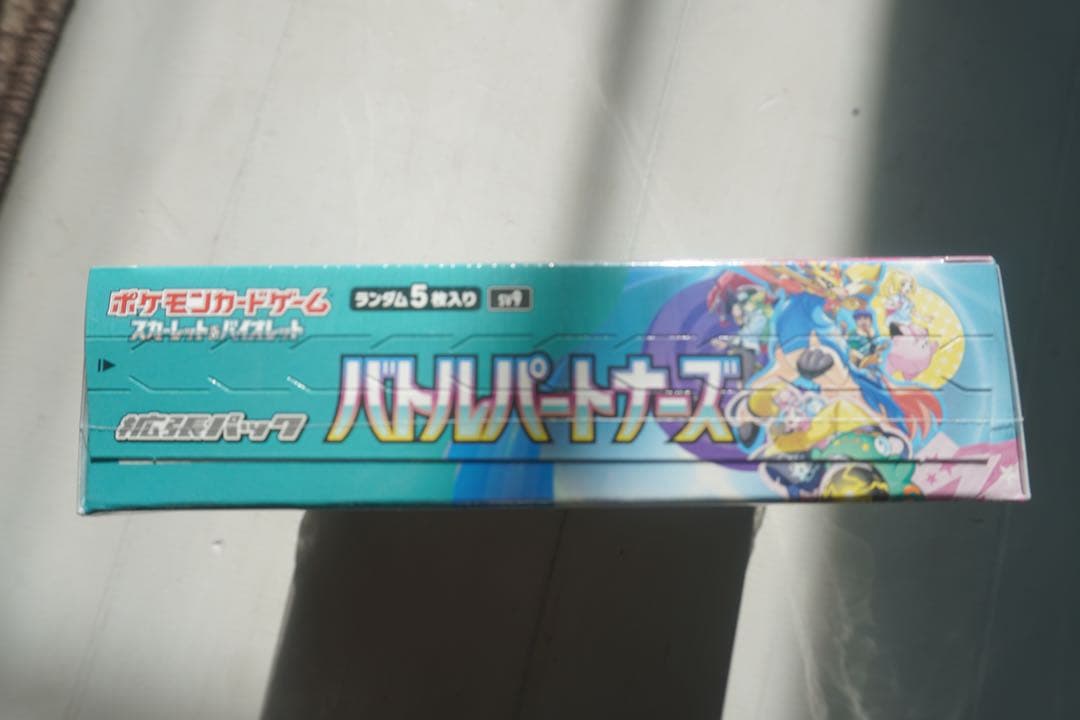 ポケモンカードゲーム
スカーレット&バイオレット
ランダム5枚入り sv9
拡張パック
バトルパートナーズ